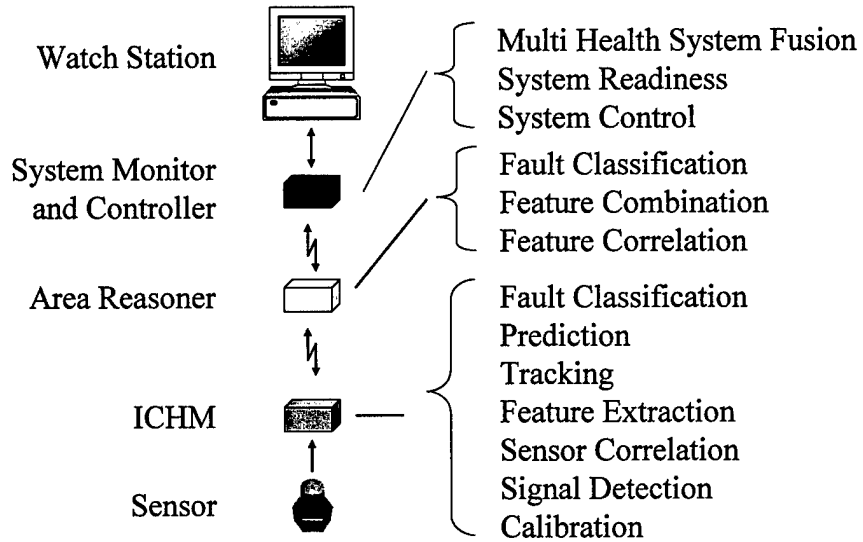 Watch Station
Multi Health System Fusion
System Readiness
System Control
System Monitor
and Controller
Fault Classification
Feature Combination
Feature Correlation
Area Reasoner
Fault Classification
Prediction
Tracking
Feature Extraction
Sensor Correlation
Signal Detection
Calibration
ICHM
Sensor